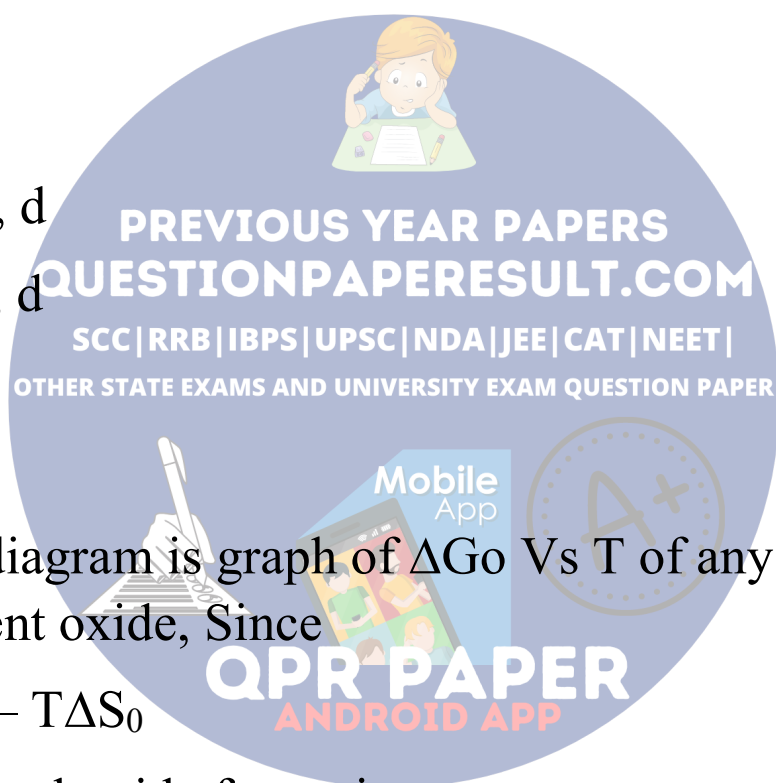 , d
PREVIOUS YEAR PAPERS
QUESTIONPAPERESULT.COM
d
SCC|RRB|IBPS|UPSC|NDA|JEE|CAT|NEET|
OTHER STATE EXAMS AND UNIVERSITY EXAM QUESTION PAPER
Mobile
App
A+
diagram is graph of ΔGo Vs T of any
ent oxide, Since
QPR PAPER
– TΔS₀
ANDROID APP